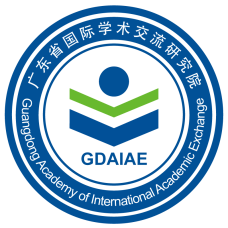 广东省国际学术交流研究院
GDAIAE
Guangdong Academy of International Academic Exchange